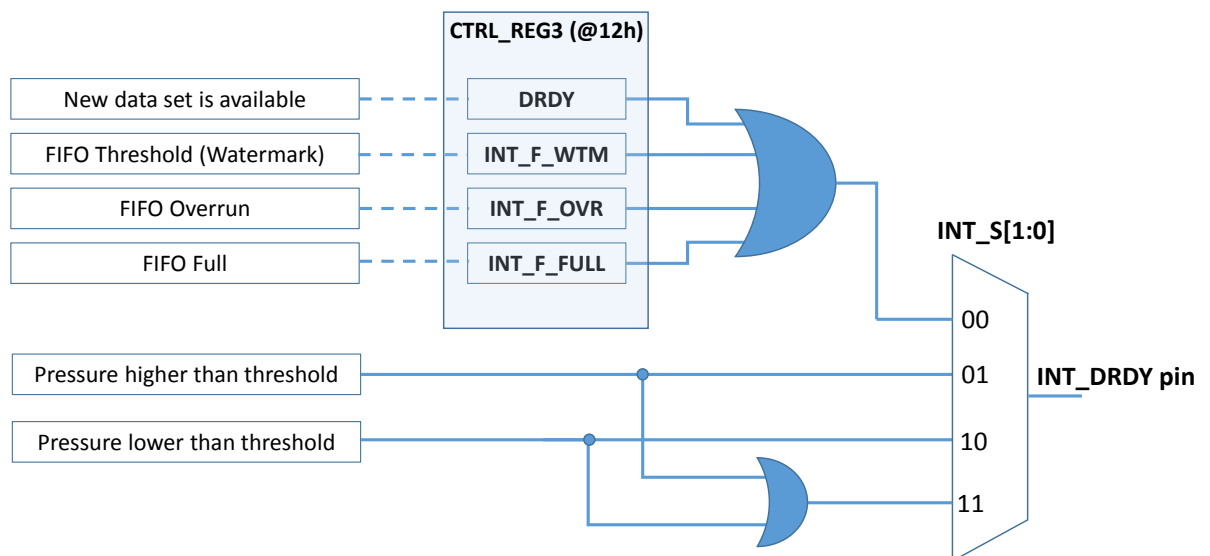 CTRL_REG3 (@12h)
New data set is available
DRDY
FIFO Threshold (Watermark)
INT_F_WTM
FIFO Overrun
INT_F_OVR
FIFO Full
INT_F_FULL
INT_S[1:0]
00
Pressure higher than threshold
01
INT_DRDY pin
Pressure lower than threshold
10
11